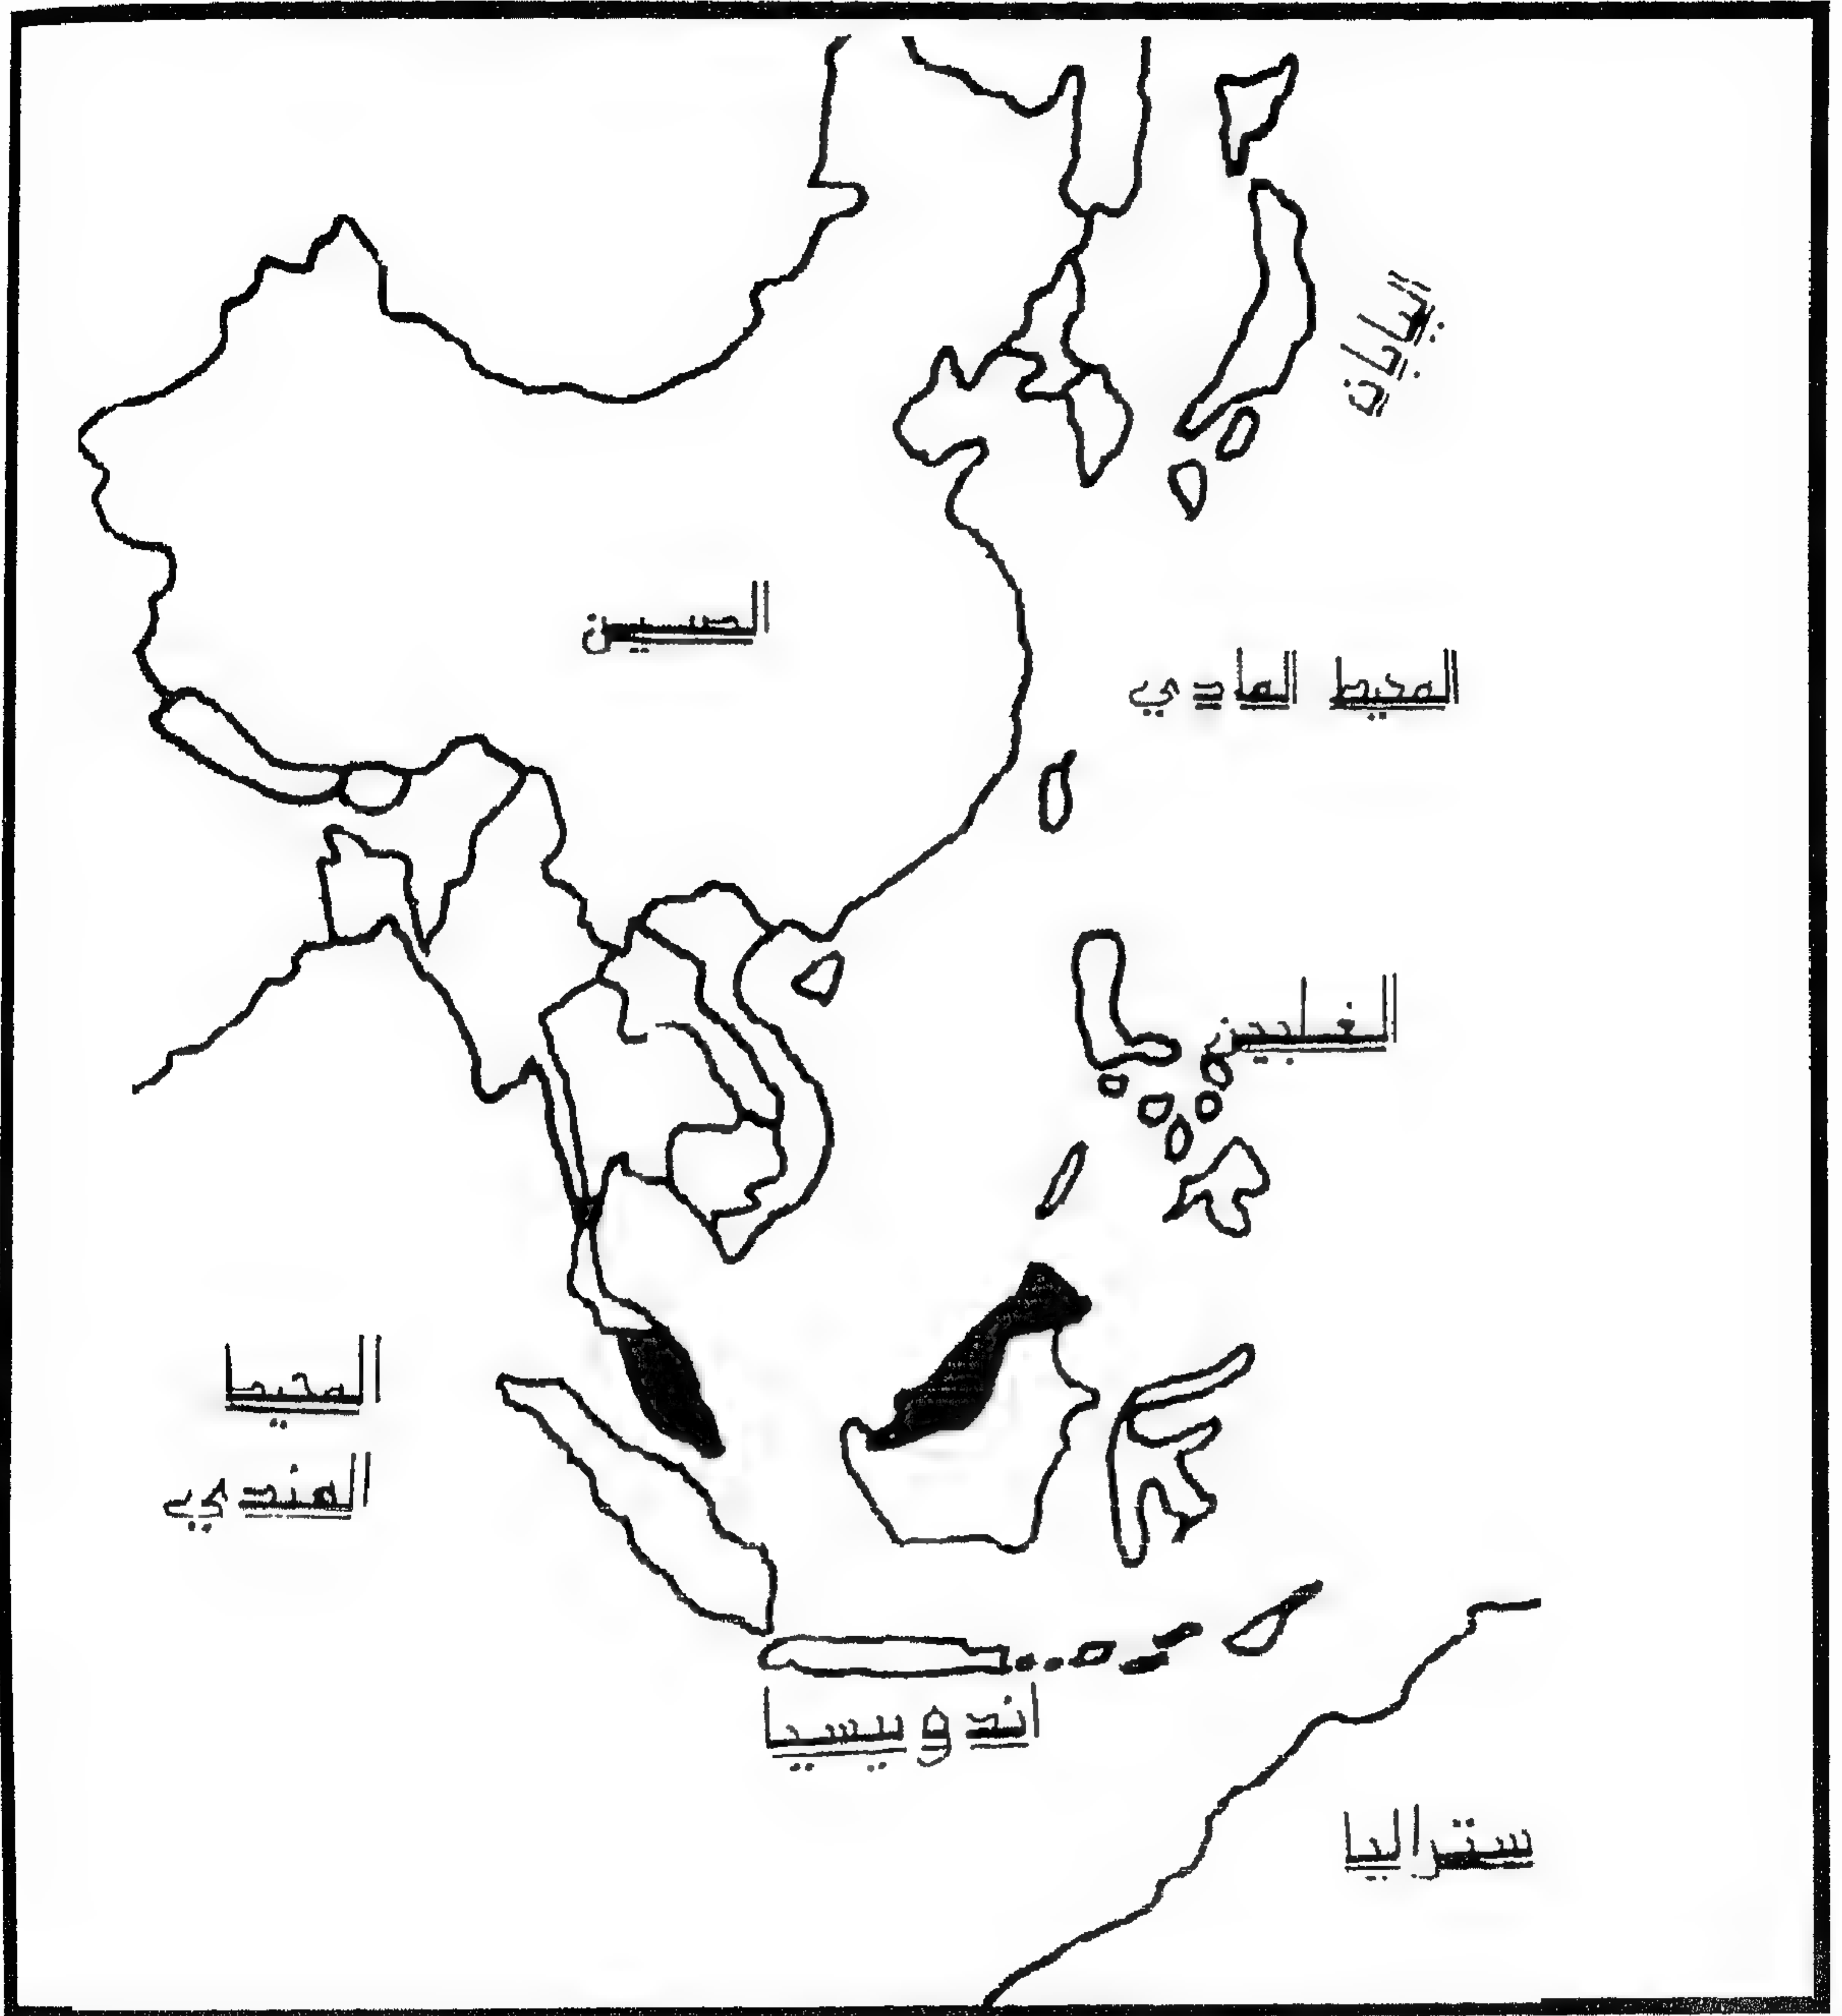 اليابان
الصين
المحيط الهادي
الفلبين
المحيط
الهندي
اندونيسيا
ستراليا